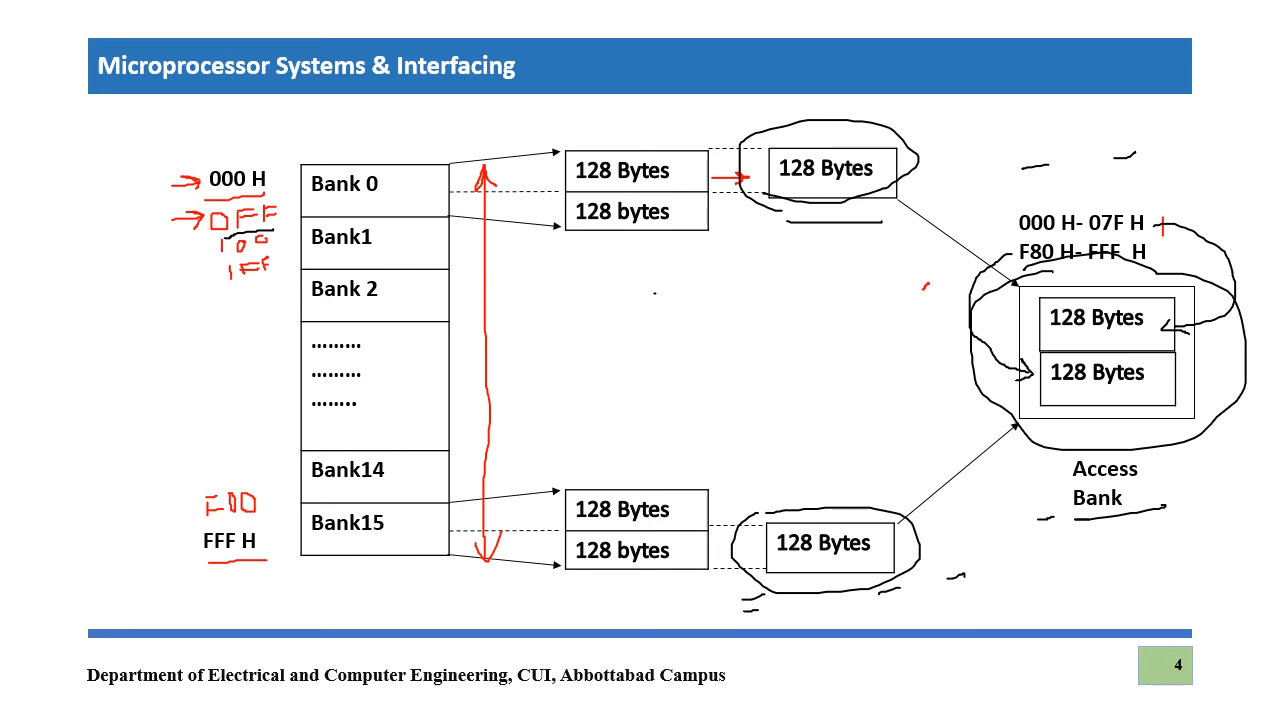 Microprocessor Systems & Interfacing
000 H
0FF
100
1FF
Bank 0
Bank1
Bank 2
………
………
……..
Bank14
Bank15
F00
FFF H
128 Bytes
128 bytes
128 Bytes
128 Bytes
128 bytes
128 Bytes
000 H- 07F H
F80 H- FFF H
128 Bytes
128 Bytes
Access
Bank
Department of Electrical and Computer Engineering, CUI, Abbottabad Campus
4